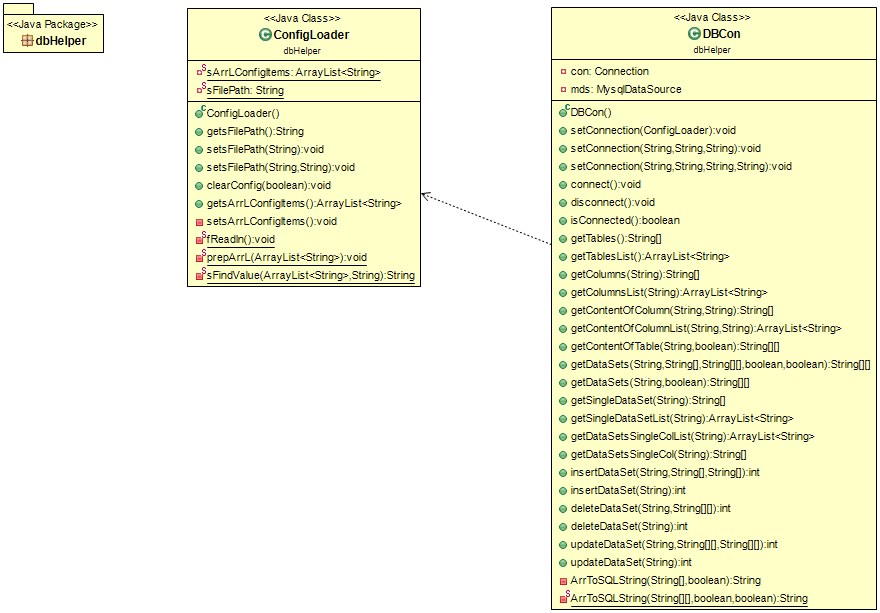 <<Java Package>>
dbHelper
<<Java Class>>
ConfigLoader
dbHelper
sArrLConfigItems: ArrayList<String>
sFilePath: String
ConfigLoader()
getsFilePath():String
setsFilePath(String):void
setsFilePath(String,String):void
clearConfig(boolean):void
getsArrLConfigItems():ArrayList<String>
setsArrLConfigItems():void
fReadIn():void
prepArrL(ArrayList<String>):void
sFindValue(ArrayList<String>,String):String
<<Java Class>>
DBCon
dbHelper
con: Connection
mds: MysqlDataSource
DBCon()
setConnection(ConfigLoader):void
setConnection(String,String,String):void
setConnection(String,String,String,String):void
connect():void
disconnect():void
isConnected():boolean
getTables():String[]
getTablesList():ArrayList<String>
getColumns(String):String[]
getColumnsList(String):ArrayList<String>
getContentOfColumn(String,String):String[]
getContentOfColumnList(String,String):ArrayList<String>
getContentOfTable(String,boolean):String[][]
getDataSets(String,String[],String[][],boolean,boolean):String[][]
getDataSets(String,boolean):String[][]
getSingleDataSet(String):String[]
getSingleDataSetList(String):ArrayList<String>
getDataSetsSingleColList(String):ArrayList<String>
getDataSetsSingleCol(String):String[]
insertDataSet(String,String[],String[]):int
insertDataSet(String):int
deleteDataSet(String,String[][]):int
deleteDataSet(String):int
updateDataSet(String,String[][],String[][]):int
updateDataSet(String):int
ArrToSQLString(String[],boolean):String
ArrToSQLString(String[][],boolean,boolean):String